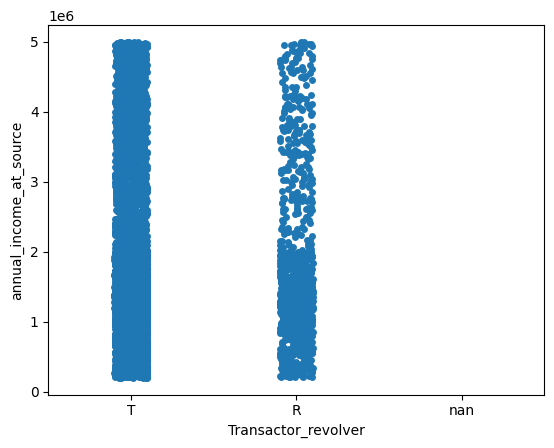 1e6
5
4
3
2
1
0
annual_income_at_source
T R nan
Transactor_revolver